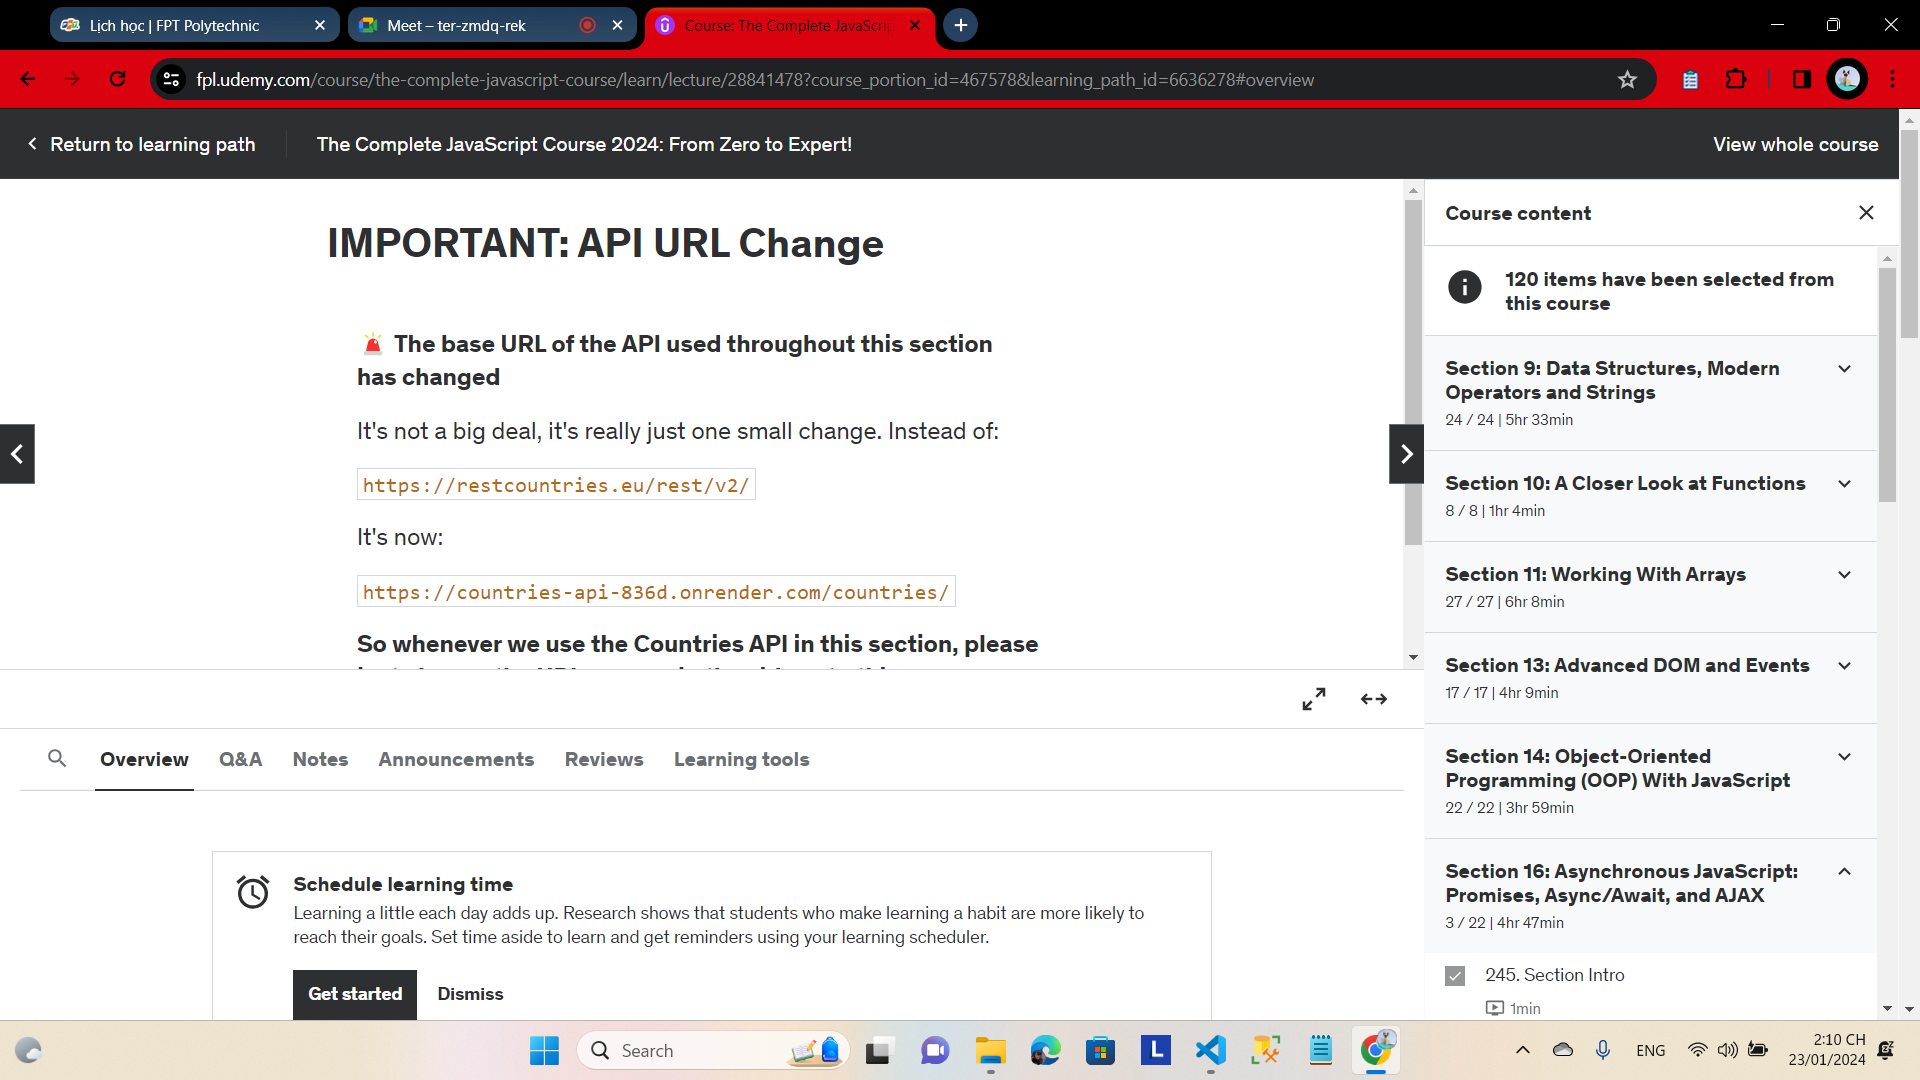 Lịch học | FPT Polytechnic
Meet – ter-zmdq-rek
Course: The Complete JavaScrip
fpl.udemy.com/course/the-complete-javascript-course/learn/lecture/28841478?course_portion_id=467578&learning_path_id=6636278#overview
Return to learning path
The Complete JavaScript Course 2024: From Zero to Expert!
View whole course
IMPORTANT: API URL Change
The base URL of the API used throughout this section
has changed
It's not a big deal, it's really just one small change. Instead of:
https://restcountries.eu/rest/v2/
It's now:
https://countries-api-836d.onrender.com/countries/
So whenever we use the Countries API in this section, please
Overview
Q&A
Notes
Announcements
Reviews
Learning tools
Schedule learning time
Learning a little each day adds up. Research shows that students who make learning a habit are more likely to
reach their goals. Set time aside to learn and get reminders using your learning scheduler.
Get started
Dismiss
Course content
120 items have been selected from
this course
Section 9: Data Structures, Modern
Operators and Strings
24 / 24 | 5hr 33min
Section 10: A Closer Look at Functions
8 / 8 | 1hr 4min
Section 11: Working With Arrays
27 / 27 | 6hr 8min
Section 13: Advanced DOM and Events
17 / 17 | 4hr 9min
Section 14: Object-Oriented
Programming (OOP) With JavaScript
22 / 22 | 3hr 59min
Section 16: Asynchronous JavaScript:
Promises, Async/Await, and AJAX
3 / 22 | 4hr 47min
245. Section Intro
1min
Search
L
ENG
2:10 CH
23/01/2024